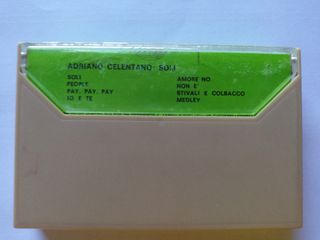 ADRIANO CELENTANO: SOLI
SOLI
PEOPLE
PAY, PAY, PAY
IO E TE
AMORE NO
NON E'
STIVALI E COLBACCO
MEDLEY